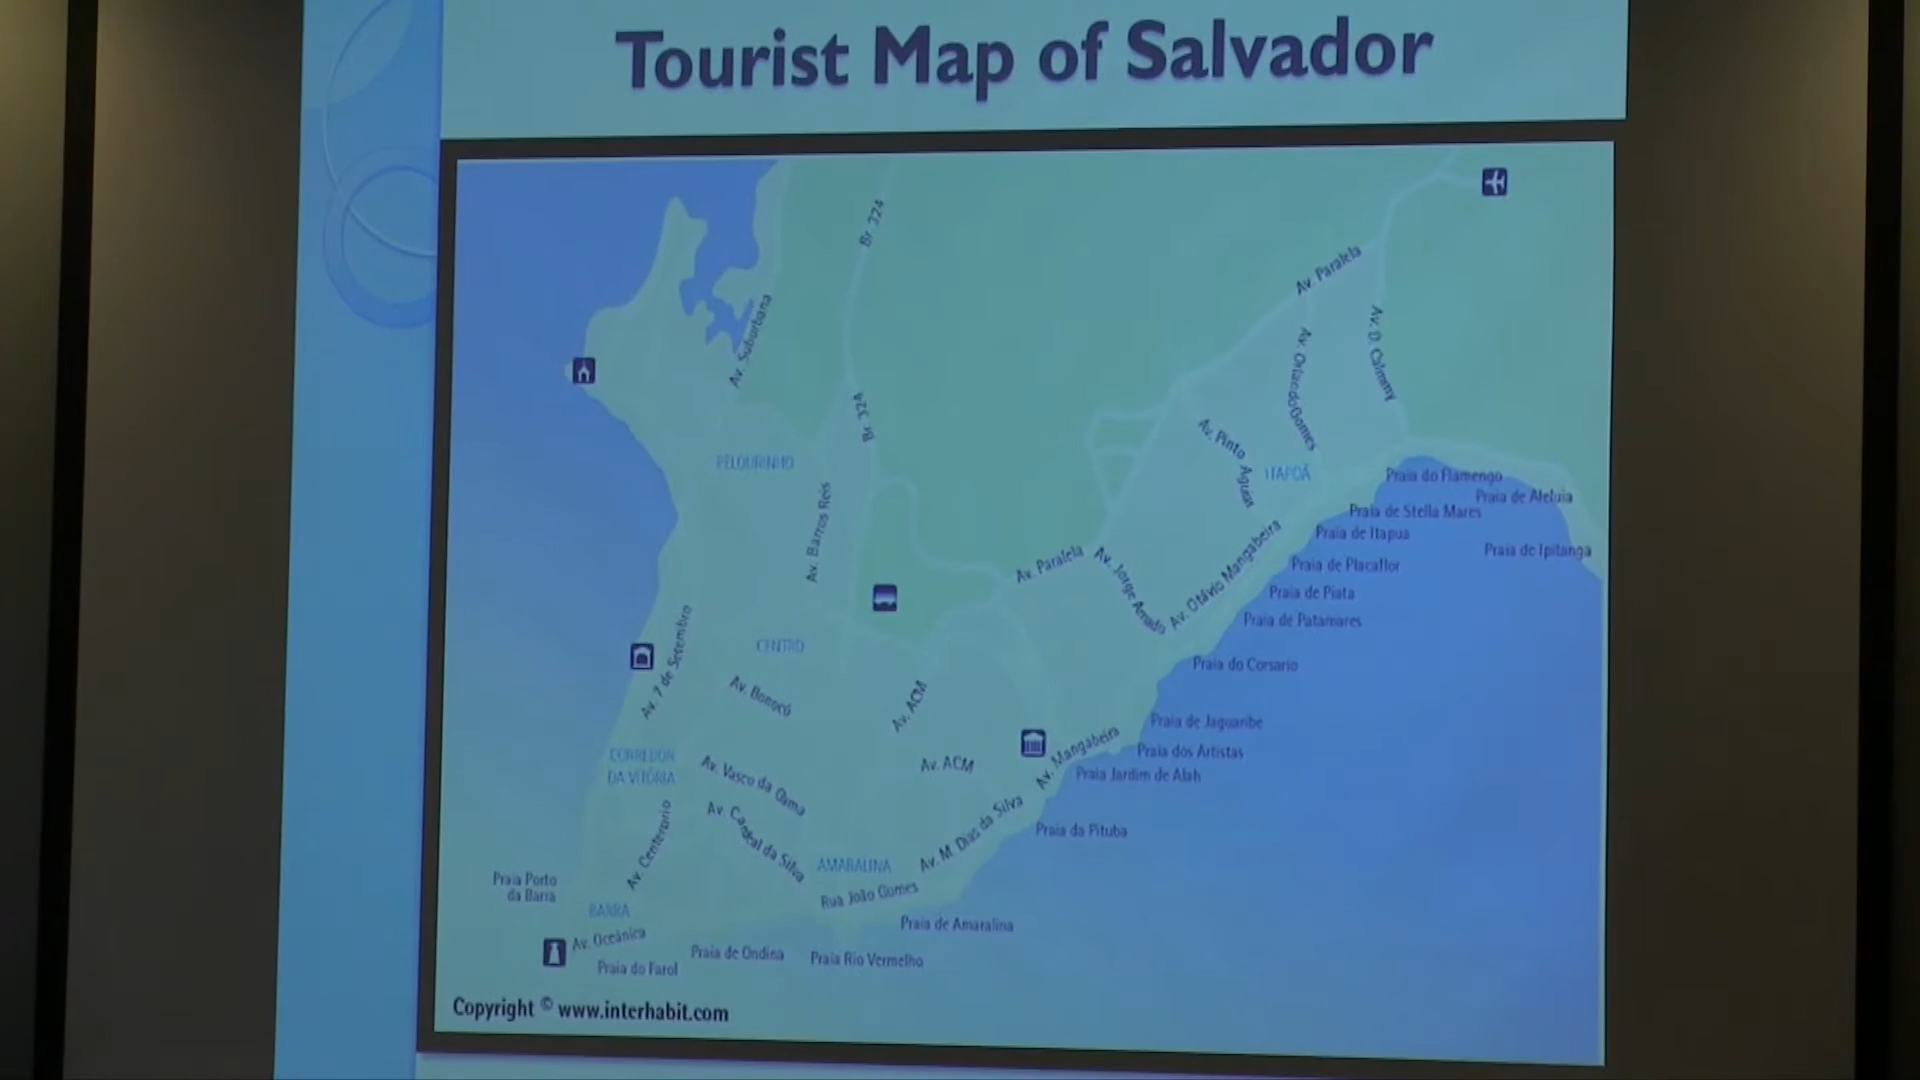 Tourist Map of Salvador
Br. 324
Av. Paralela
Av. Suburbana
Av. Orlando Gomes
Av. D. Calmmy
Br. 324
Av. Pinto Aguiar
PELOURINHO
ITAPOÃ
Praia do Flamengo
Praia de Aleluia
Praia de Stella Mares
Praia de Itapua
Praia de Ipitanga
Av. Barros Reis
Av. Paralela
Av. Jorge Amado
Av. Otávio Mangabeira
Praia de Placaflor
Praia de Piata
Praia de Patamares
Av. 7 de Setembro
CENTRO
Praia do Corsario
Av. Bonocô
Av. ACM
Praia de Jaguaribe
CORREDOR
DA VITÓRIA
Av. Vasco da Gama
Av. ACM
Av. Mangabeira
Praia dos Artistas
Praia Jardim de Alah
Av. Centenario
Av. Cardeal da Silva
Av. M. Dias da Silva
Praia da Pituba
AMARALINA
Praia Porto
da Barra
Rua João Gomes
BARRA
Praia de Amaralina
Av. Oceânica
Praia de Ondina
Praia Rio Vermelho
Praia do Farol
Copyright © www.interhabit.com